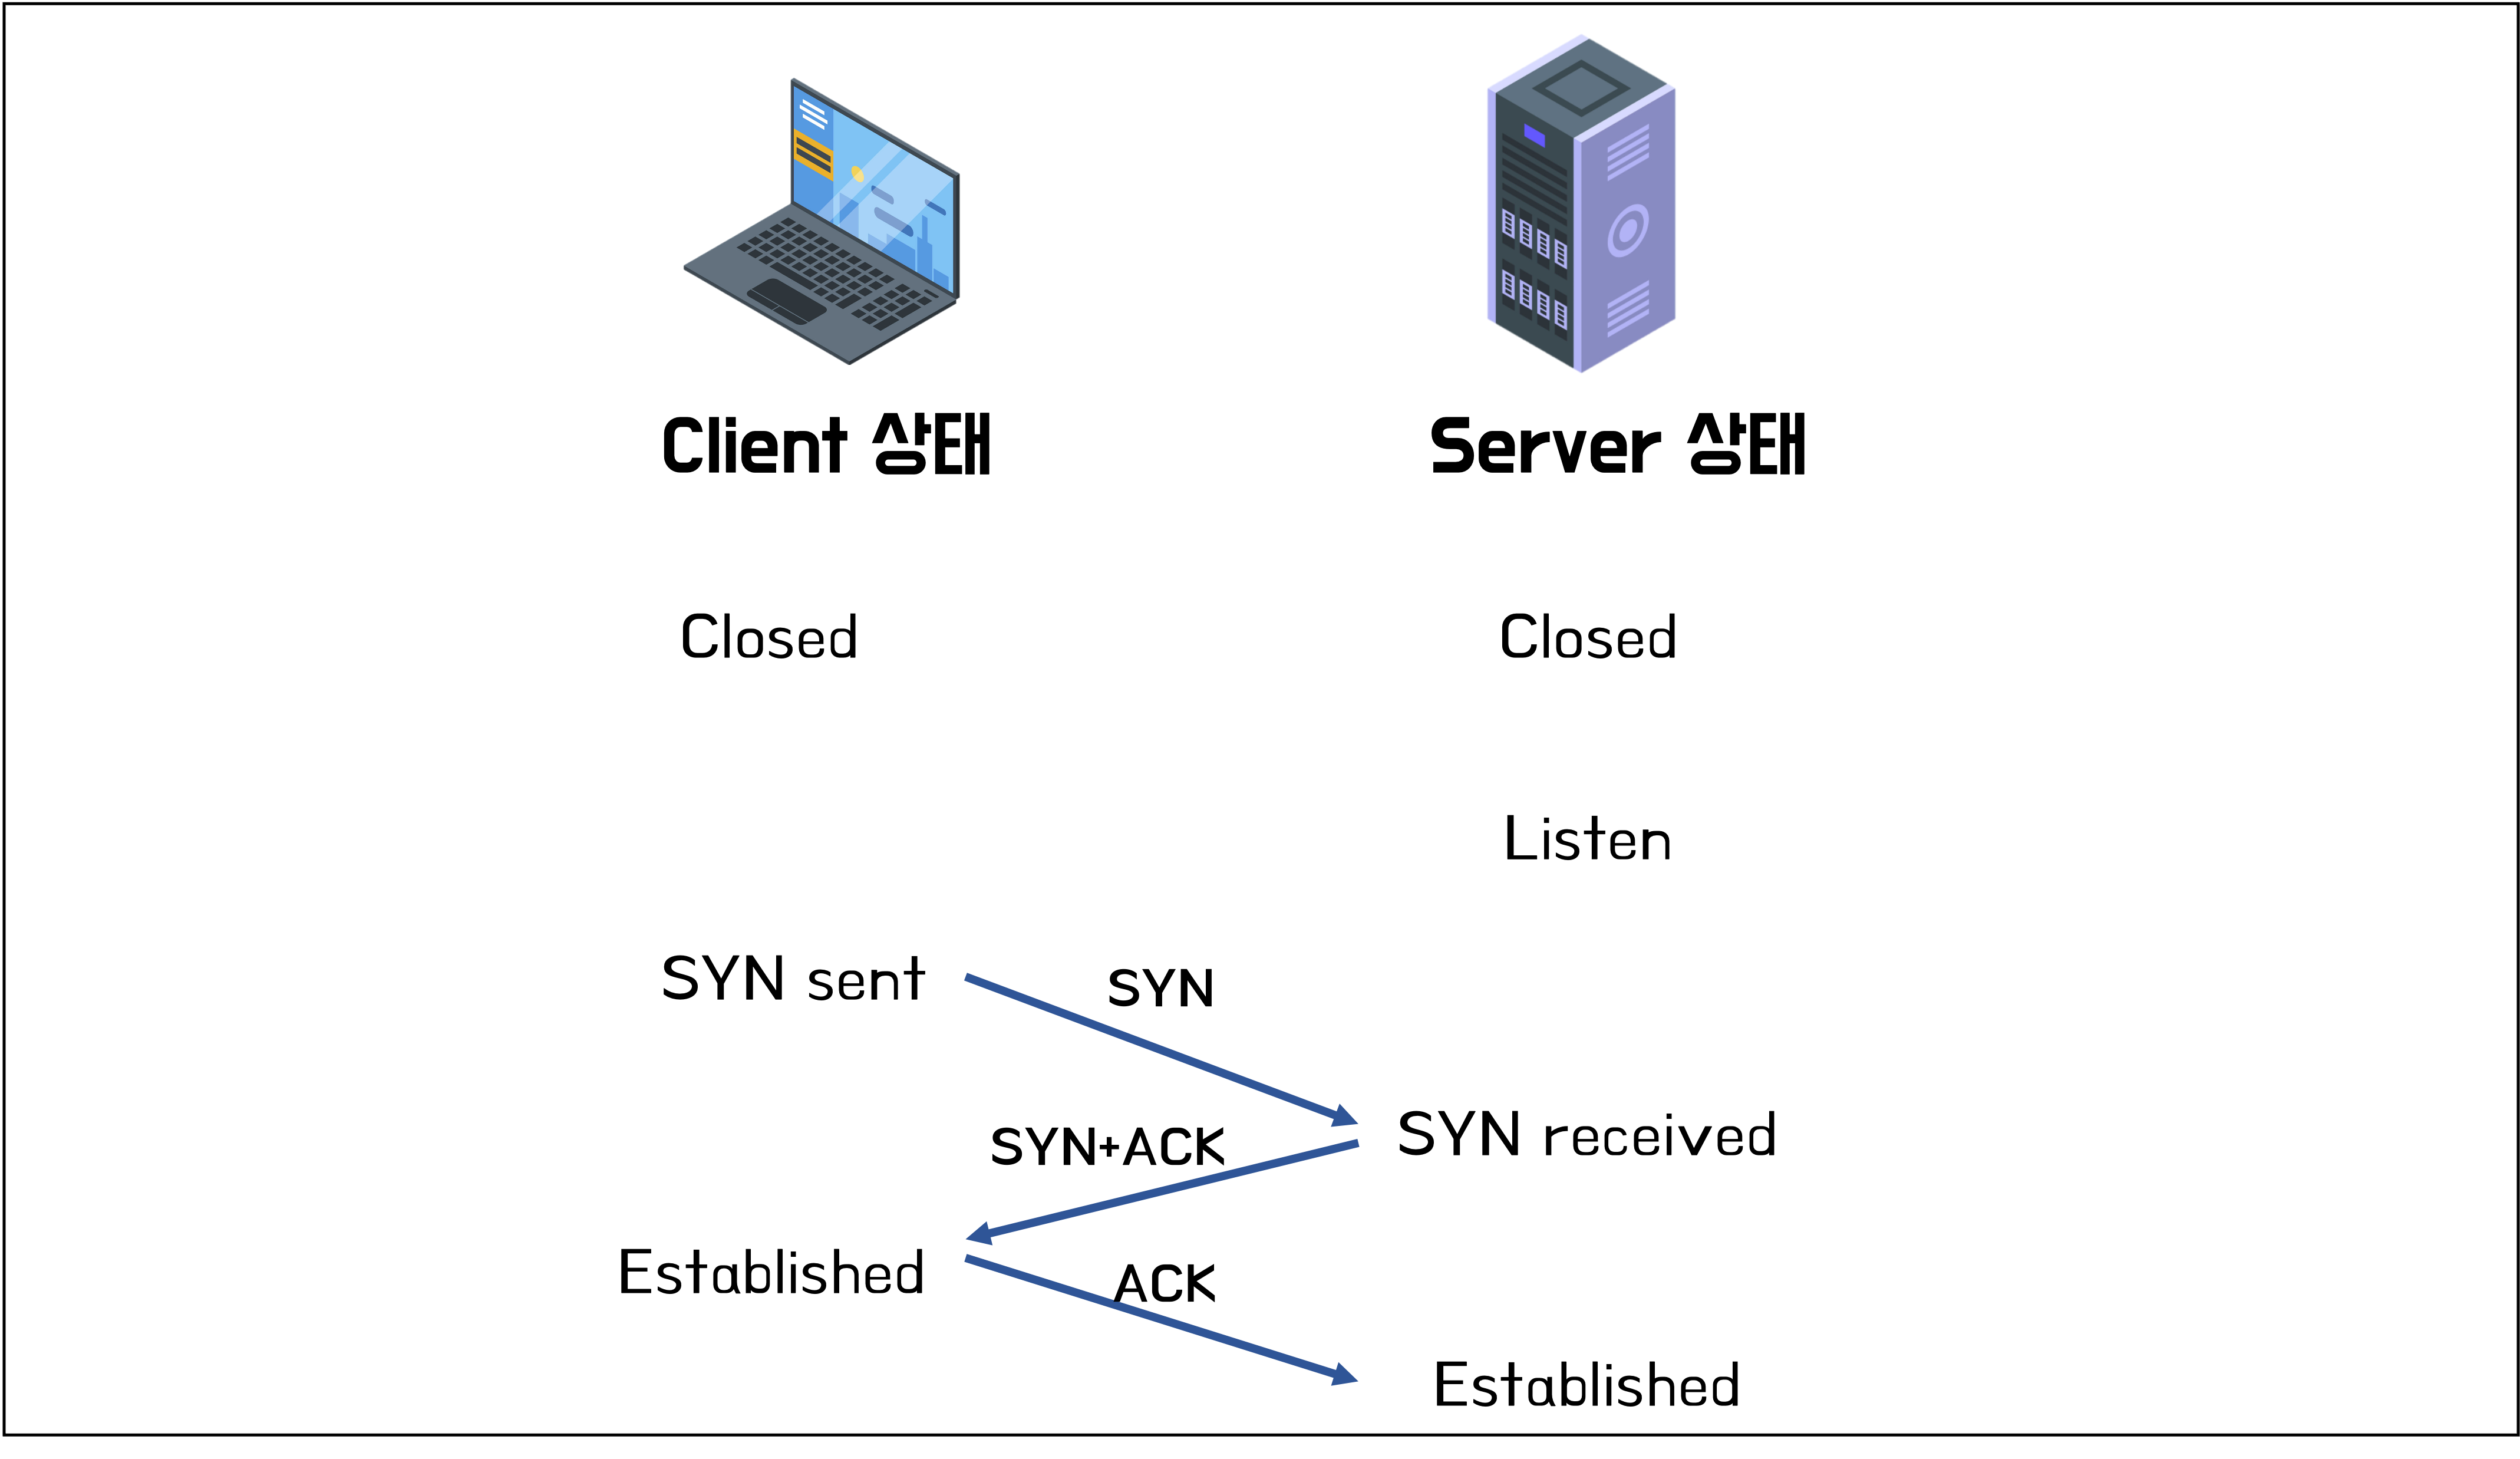 Client 상태
Server 상태
Closed
Closed
Listen
SYN sent
SYN
SYN received
SYN+ACK
Established
ACK
Established